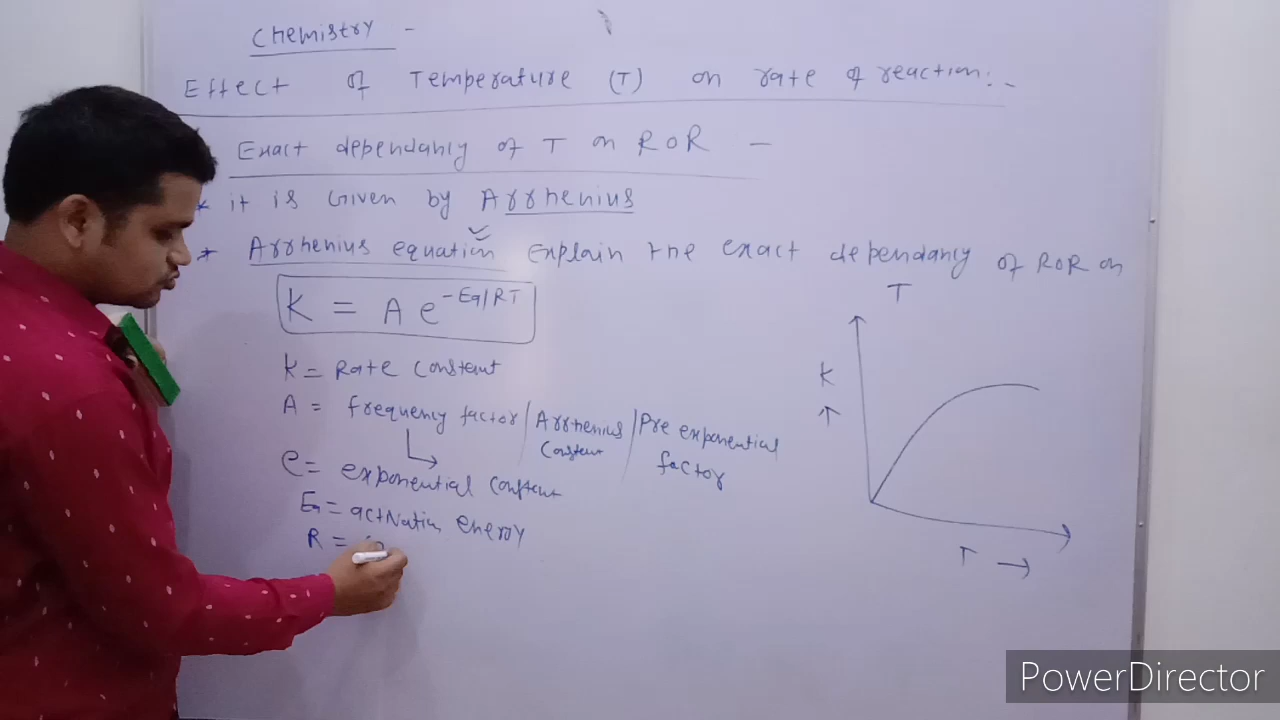 Chemistry -
Effect of Temperature (T) on rate of reaction:-
Exact dependancy of T on ROR -
* it is Given by Arrhenius
* Arrhenius equation Explain the exact dependancy of ROR on
T
K = A e^-Ea/RT
K = Rate constant
A = frequency factor / Arrhenius constant / Pre exponential factor
e = exponential constant
Ea = activation energy
R =
K
T
PowerDirector